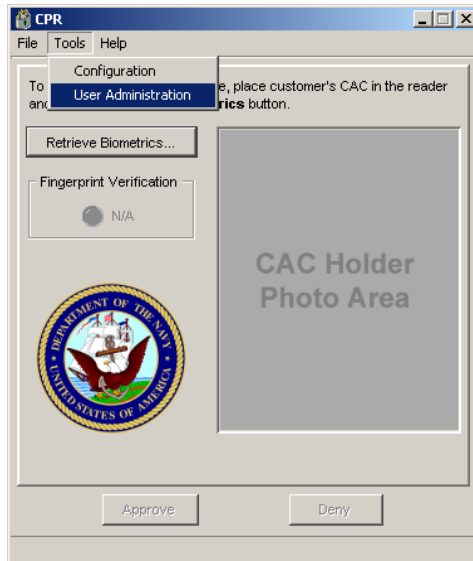 CPR
File Tools Help
Configuration
User Administration
To e, place customer's CAC in the reader
and rics button.
Retrieve Biometrics...
Fingerprint Verification
N/A
CAC Holder
Photo Area
DEPARTMENT OF THE NAVY
UNITED STATES OF AMERICA
Approve Deny